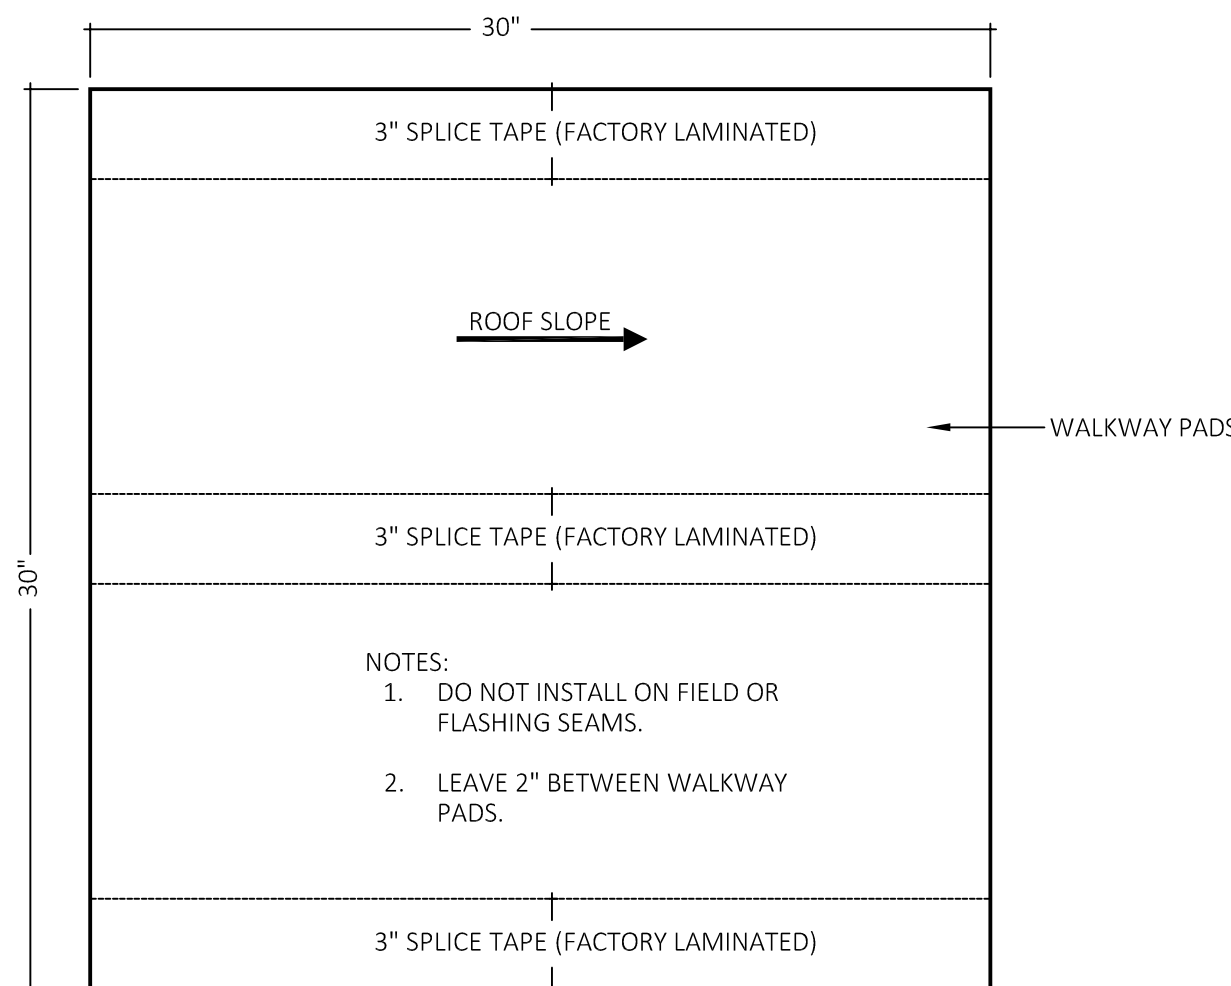 30"
3" SPLICE TAPE (FACTORY LAMINATED)
ROOF SLOPE
WALKWAY PADS
3" SPLICE TAPE (FACTORY LAMINATED)
30"
NOTES:
1. DO NOT INSTALL ON FIELD OR
FLASHING SEAMS.
2. LEAVE 2" BETWEEN WALKWAY
PADS.
3" SPLICE TAPE (FACTORY LAMINATED)